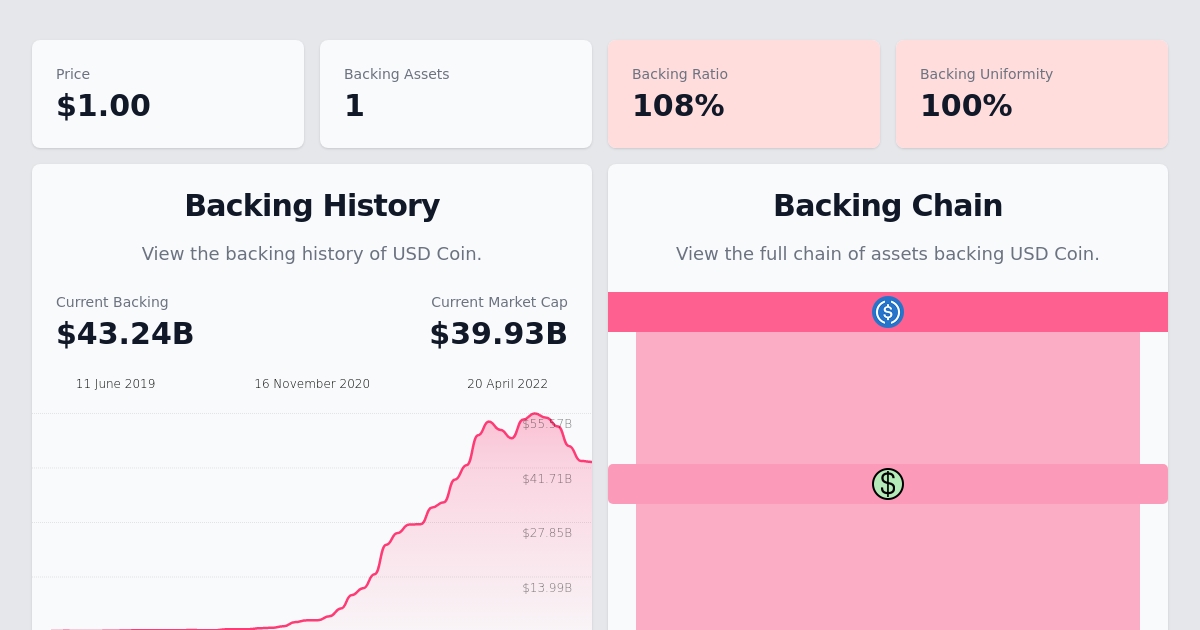 Price
$1.00
Backing Assets
1
Backing Ratio
108%
Backing Uniformity
100%
Backing History
View the backing history of USD Coin.
Current Backing
$43.24B
Current Market Cap
$39.93B
11 June 2019
16 November 2020
20 April 2022
$55.57B
$41.71B
$27.85B
$13.99B
Backing Chain
View the full chain of assets backing USD Coin.
$
$